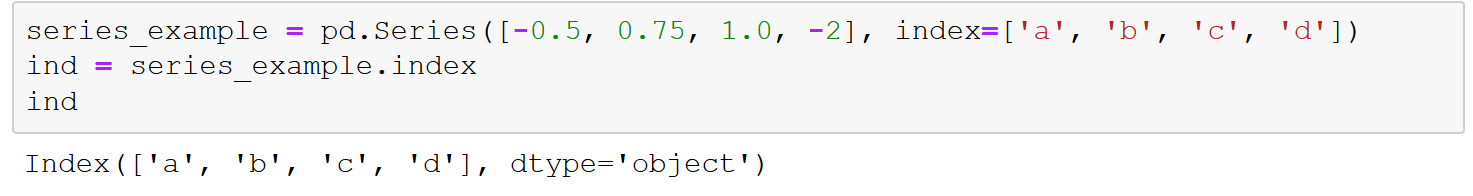 series_example = pd.Series([-0.5, 0.75, 1.0, -2], index=['a', 'b', 'c', 'd'])
ind = series_example.index
ind
Index(['a', 'b', 'c', 'd'], dtype='object')